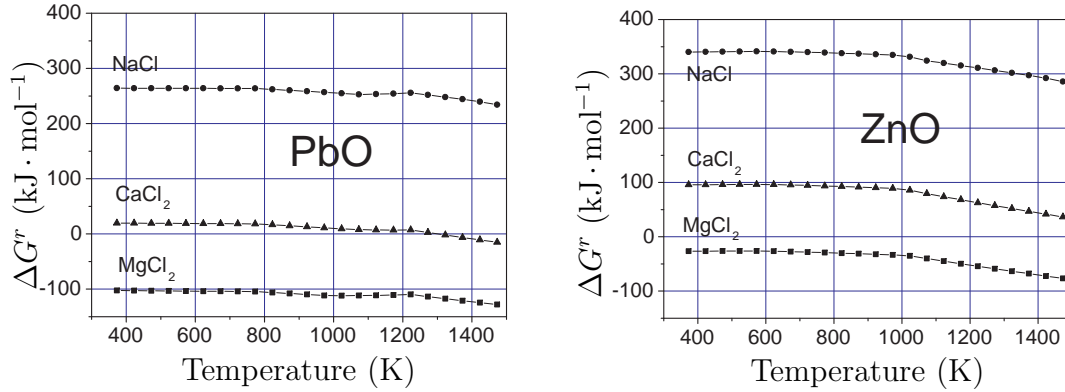 400
300
200
100
0
-100
NaCl
PbO
CaCl₂
MgCl₂
400 600 800 1000 1200 1400
Temperature (K)
ΔGʳ (kJ · mol⁻¹)
400
300
200
100
0
-100
NaCl
ZnO
CaCl₂
MgCl₂
400 600 800 1000 1200 1400
Temperature (K)
ΔGʳ (kJ · mol⁻¹)